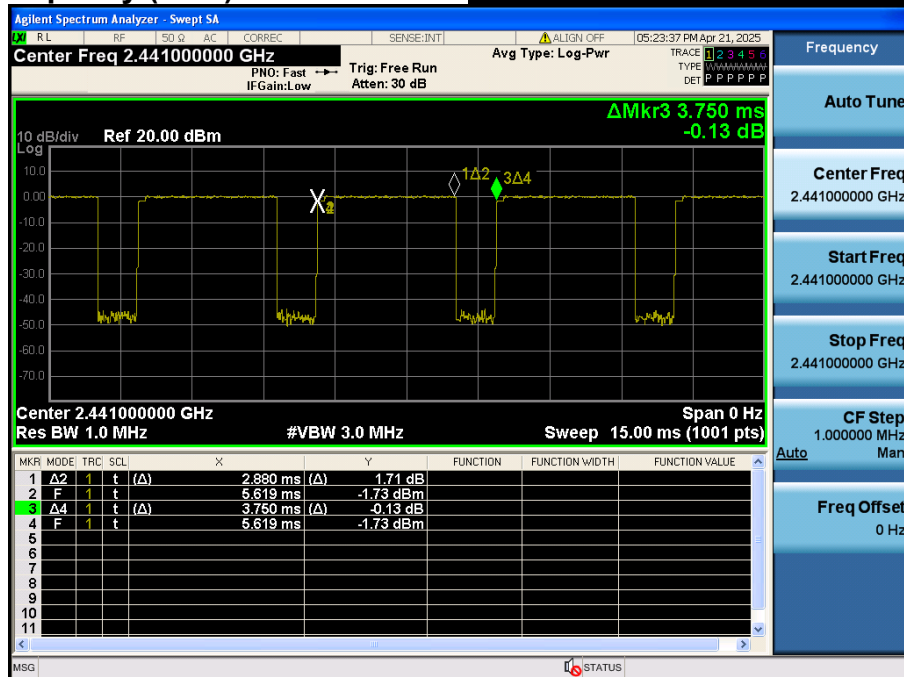 Agilent Spectrum Analyzer - Swept SA
LXI RL RF 50 Ω AC CORREC SENSE:INT ALIGN OFF 05:23:37 PM Apr 21, 2025
Center Freq 2.441000000 GHz
PNO: Fast
IFGain:Low
Trig: Free Run
Atten: 30 dB
Avg Type: Log-Pwr
TRACE 1 2 3 4 5 6
TYPE
DET P P P P P P
ΔMkr3 3.750 ms
-0.13 dB
10 dB/div Ref 20.00 dBm
Log
10.0
0.00
-10.0
-20.0
-30.0
-40.0
-50.0
-60.0
-70.0
1Δ2
3Δ4
X
Center 2.441000000 GHz Span 0 Hz
Res BW 1.0 MHz #VBW 3.0 MHz Sweep 15.00 ms (1001 pts)
MKR MODE TRC SCL X Y FUNCTION FUNCTION WIDTH FUNCTION VALUE
1 Δ2 1 t (Δ) 2.880 ms (Δ) 1.71 dB
2 F 1 t 5.619 ms -1.73 dBm
3 Δ4 1 t (Δ) 3.750 ms (Δ) -0.13 dB
4 F 1 t 5.619 ms -1.73 dBm
5
6
7
8
9
10
11
MSG STATUS
Frequency
Auto Tune
Center Freq
2.441000000 GHz
Start Freq
2.441000000 GHz
Stop Freq
2.441000000 GHz
CF Step
1.000000 MHz
Auto Man
Freq Offset
0 Hz